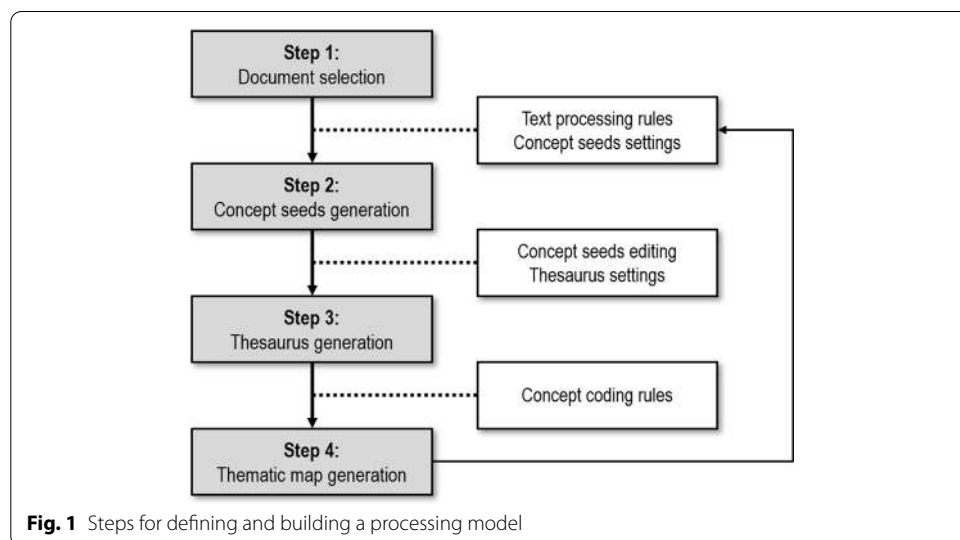 Step 1:
Document selection
Text processing rules
Concept seeds settings
Step 2:
Concept seeds generation
Concept seeds editing
Thesaurus settings
Step 3:
Thesaurus generation
Concept coding rules
Step 4:
Thematic map generation
Fig. 1 Steps for defining and building a processing model